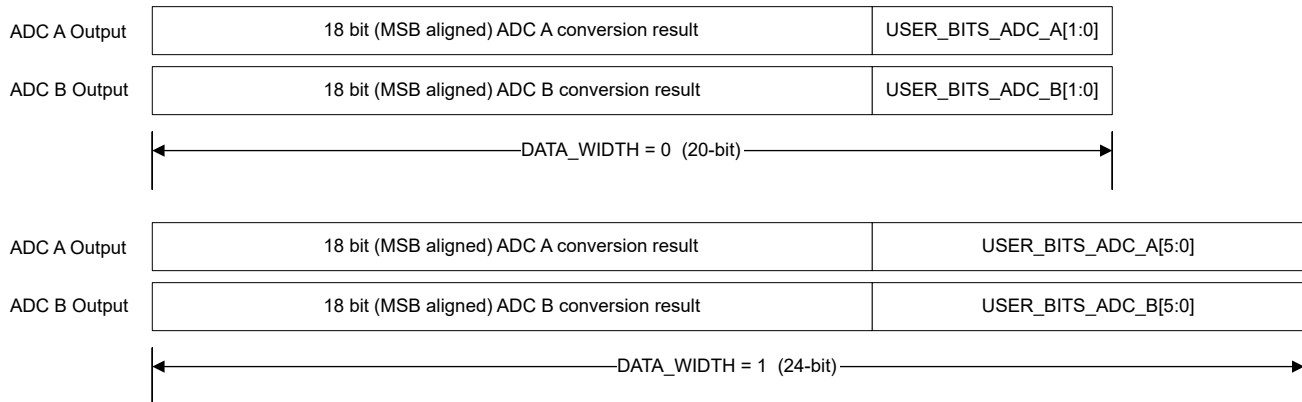 ADC A Output 18 bit (MSB aligned) ADC A conversion result USER_BITS_ADC_A[1:0]
ADC B Output 18 bit (MSB aligned) ADC B conversion result USER_BITS_ADC_B[1:0]
DATA_WIDTH = 0 (20-bit)
ADC A Output 18 bit (MSB aligned) ADC A conversion result USER_BITS_ADC_A[5:0]
ADC B Output 18 bit (MSB aligned) ADC B conversion result USER_BITS_ADC_B[5:0]
DATA_WIDTH = 1 (24-bit)